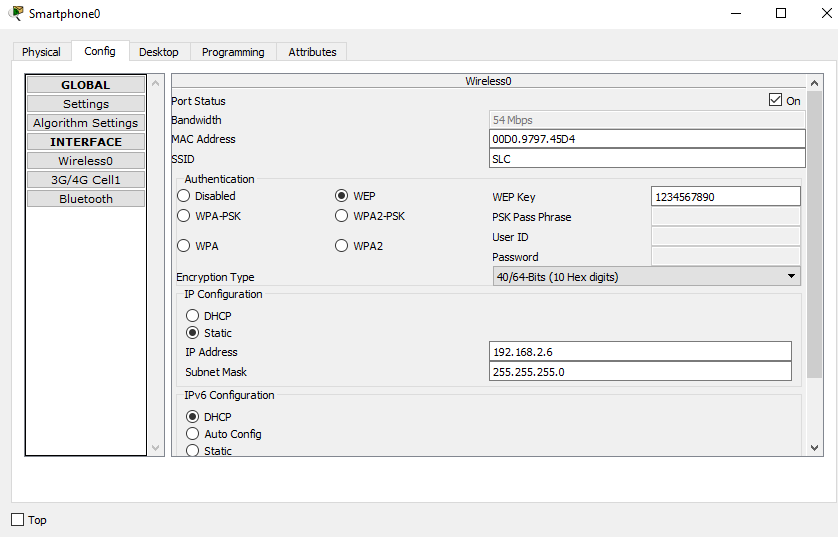 Smartphone0
Physical Config Desktop Programming Attributes
GLOBAL
Settings
Algorithm Settings
INTERFACE
Wireless0
3G/4G Cell1
Bluetooth
Wireless0
Port Status On
Bandwidth 54 Mbps
MAC Address 00D0.9797.45D4
SSID SLC
Authentication
Disabled WEP WEP Key 1234567890
WPA-PSK WPA2-PSK PSK Pass Phrase
User ID
WPA WPA2 Password
Encryption Type 40/64-Bits (10 Hex digits)
IP Configuration
DHCP
Static
IP Address 192.168.2.6
Subnet Mask 255.255.255.0
IPv6 Configuration
DHCP
Auto Config
Static
Top